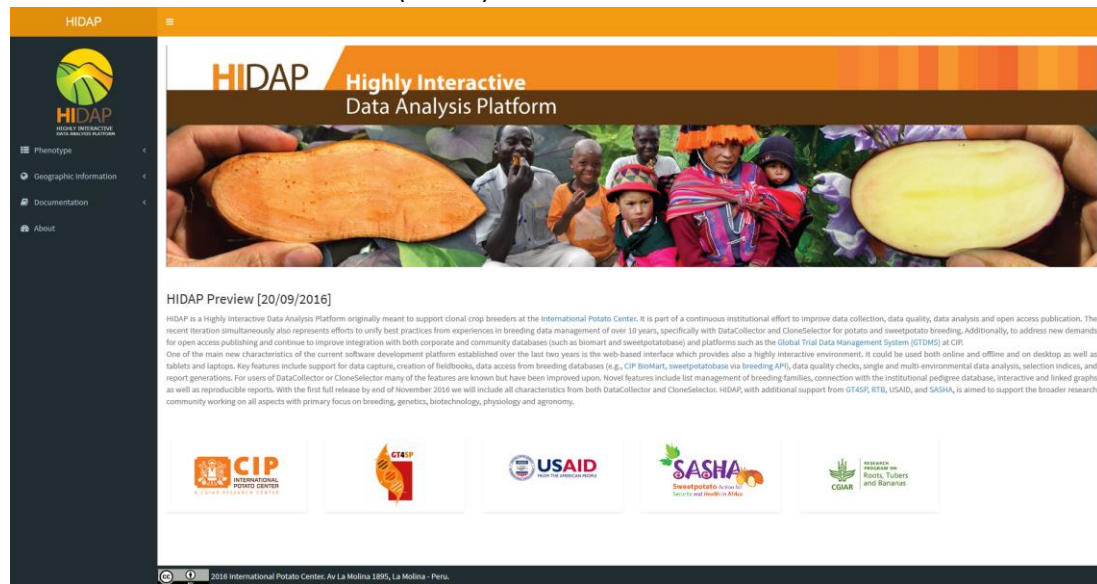 HIDAP
HIDAP
HIGHLY INTERACTIVE
DATA ANALYSIS PLATFORM
Phenotype
Geographic Information
Documentation
About
HIDAP
Highly Interactive
Data Analysis Platform
HIDAP Preview [20/09/2016]
HIDAP is a Highly Interactive Data Analysis Platform originally meant to support clonal crop breeders at the International Potato Center. It is part of a continuous institutional effort to improve data collection, data quality, data analysis and open access publication. The
recent iteration simultaneously also represents efforts to unify best practices from experiences in breeding data management of over 10 years, specifically with DataCollector and CloneSelector for potato and sweetpotato breeding. Additionally, to address new demands
for open access publishing and continue to improve integration with both corporate and community databases (such as biomart and sweetpotatobase) and platforms such as the Global Trial Data Management System (GTDMS) at CIP.
One of the main new characteristics of the current software development platform established over the last two years is the web-based interface which provides also a highly interactive environment. It could be used both online and offline and on desktop as well as
tablets and laptops. Key features include support for data capture, creation of fieldbooks, data access from breeding databases (e.g., CIP BioMart, sweetpotatobase via breeding API), data quality checks, single and multi-environmental data analysis, selection indices, and
report generations. For users of DataCollector or CloneSelector many of the features are known but have been improved upon. Novel features include list management of breeding families, connection with the institutional pedigree database, interactive and linked graphs
as well as reproducible reports. With the first full release by end of November 2016 we will include all characteristics from both DataCollector and CloneSelector. HIDAP, with additional support from GT4SP, RTB, USAID, and SASHA, is aimed to support the broader research
community working on all aspects with primary focus on breeding, genetics, biotechnology, physiology and agronomy.
CIP
INTERNATIONAL
POTATO CENTER
A CGIAR RESEARCH CENTER
GT4SP
USAID
FROM THE AMERICAN PEOPLE
SASHA
Sweetpotato Action for
Security and Health in Africa
CGIAR
RESEARCH
PROGRAM ON
Roots, Tubers
and Bananas
cc
2016 International Potato Center. Av La Molina 1895, La Molina - Peru.